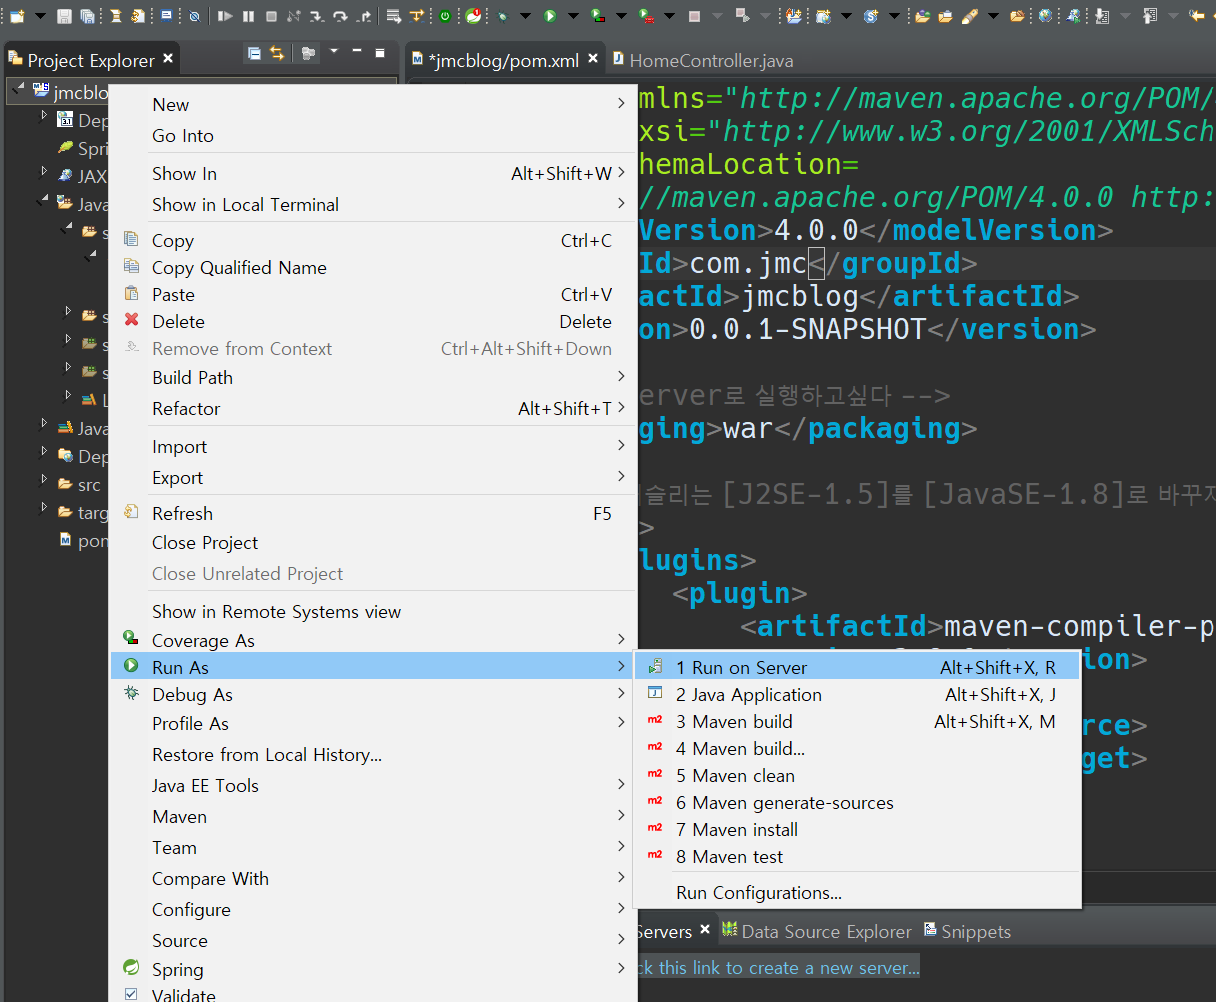 Project Explorer
*jmcblog/pom.xml
HomeController.java
jmcblo
Dep
Spri
JAX
Java
s
s
s
s
L
Java
Dep
src
targ
pon
New
Go Into
Show In Alt+Shift+W
Show in Local Terminal
Copy Ctrl+C
Copy Qualified Name
Paste Ctrl+V
Delete Delete
Remove from Context Ctrl+Alt+Shift+Down
Build Path
Refactor Alt+Shift+T
Import
Export
Refresh F5
Close Project
Close Unrelated Project
Show in Remote Systems view
Coverage As
Run As
Debug As
Profile As
Restore from Local History...
Java EE Tools
Maven
Team
Compare With
Configure
Source
Spring
Validate
1 Run on Server Alt+Shift+X, R
2 Java Application Alt+Shift+X, J
3 Maven build Alt+Shift+X, M
4 Maven build...
5 Maven clean
6 Maven generate-sources
7 Maven install
8 Maven test
Run Configurations...
mlns="http://maven.apache.org/POM/
xsi="http://www.w3.org/2001/XMLSch
hemaLocation=
//maven.apache.org/POM/4.0.0 http:
Version>4.0.0</modelVersion>
Id>com.jmc</groupId>
actId>jmcblog</artifactId>
on>0.0.1-SNAPSHOT</version>
erver로 실행하고싶다 -->
ging>war</packaging>
슬리는 [J2SE-1.5]를 [JavaSE-1.8]로 바꾸
>
lugins>
<plugin>
<artifactId>maven-compiler-p
ion>
rce>
get>
Servers
Data Source Explorer
Snippets
ck this link to create a new server...